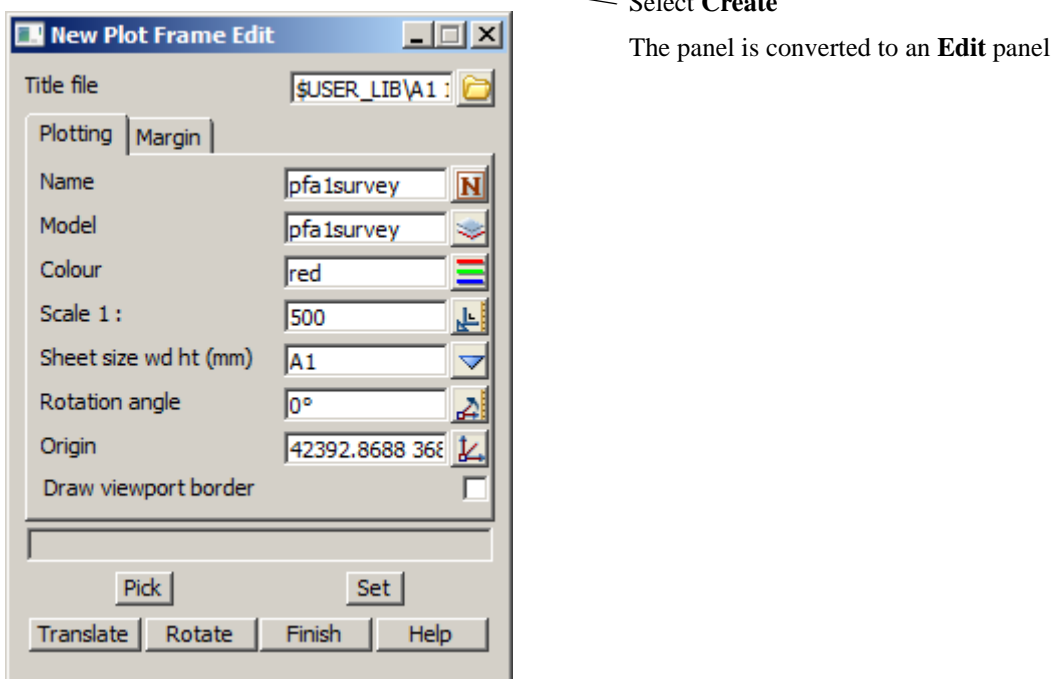 Select Create
The panel is converted to an Edit panel
New Plot Frame Edit
Title file $USER_LIB\A1
Plotting Margin
Name pfa1survey N
Model pfa1survey
Colour red
Scale 1 : 500
Sheet size wd ht (mm) A1
Rotation angle 0°
Origin 42392.8688 368
Draw viewport border
Pick Set
Translate Rotate Finish Help